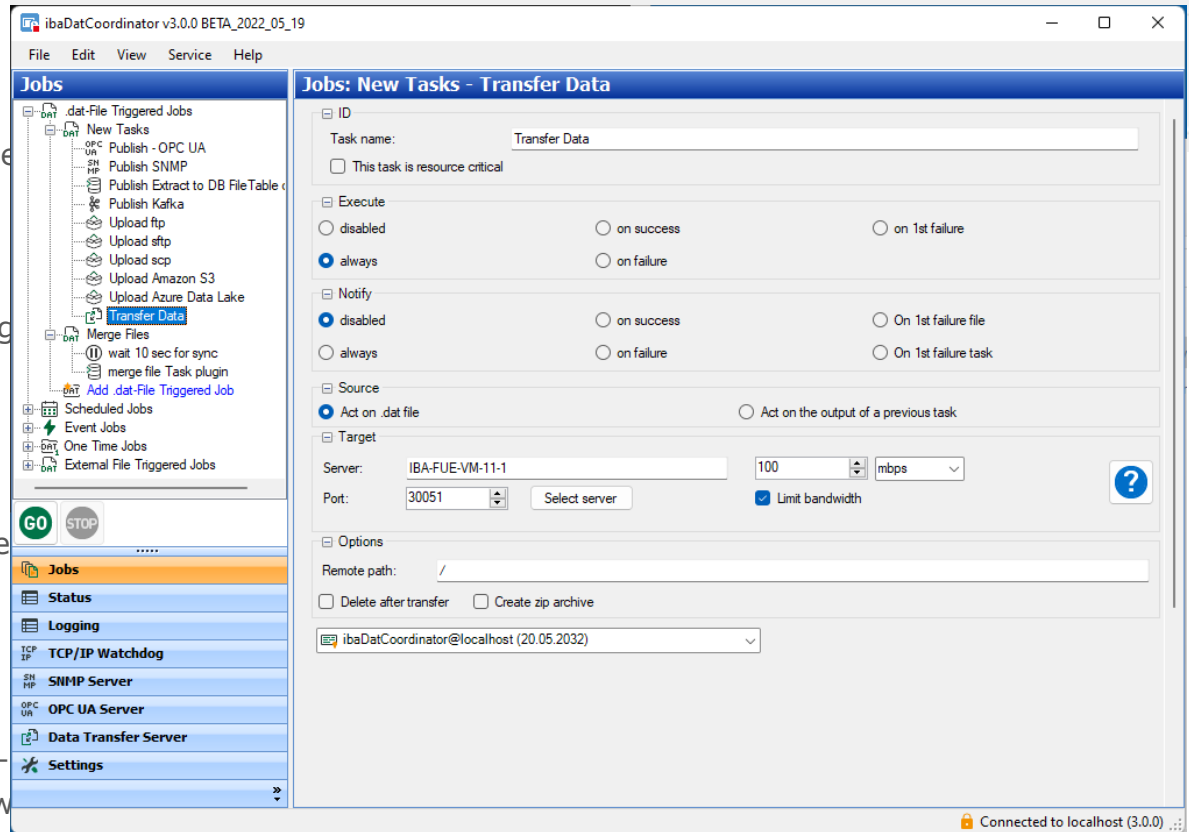 ibaDatCoordinator v3.0.0 BETA_2022_05_19
File Edit View Service Help
Jobs
.dat-File Triggered Jobs
New Tasks
Publish - OPC UA
Publish SNMP
Publish Extract to DB FileTable
Publish Kafka
Upload ftp
Upload sftp
Upload scp
Upload Amazon S3
Upload Azure Data Lake
Transfer Data
Merge Files
wait 10 sec for sync
merge file Task plugin
Add .dat-File Triggered Job
Scheduled Jobs
Event Jobs
One Time Jobs
External File Triggered Jobs
GO STOP
Jobs
Status
Logging
TCP/IP Watchdog
SNMP Server
OPC UA Server
Data Transfer Server
Settings
Jobs: New Tasks - Transfer Data
ID
Task name: Transfer Data
This task is resource critical
Execute
disabled on success on 1st failure
always on failure
Notify
disabled on success On 1st failure file
always on failure On 1st failure task
Source
Act on .dat file Act on the output of a previous task
Target
Server: IBA-FUE-VM-11-1 100 mbps
Port: 30051 Select server Limit bandwidth
?
Options
Remote path: /
Delete after transfer Create zip archive
ibaDatCoordinator@localhost (20.05.2032)
Connected to localhost (3.0.0)